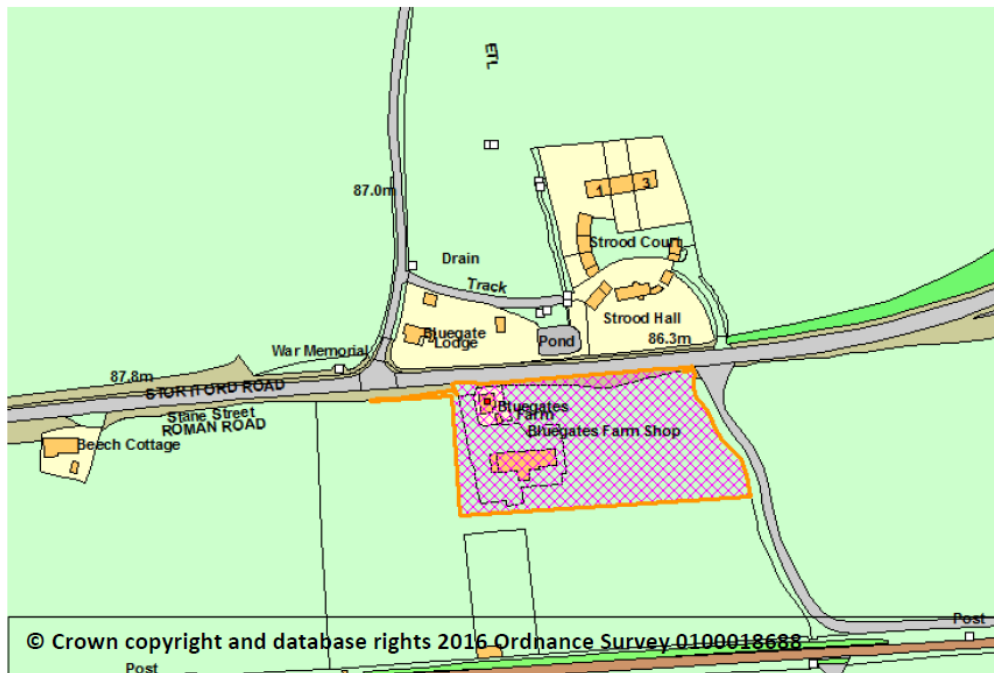 ETL
1 3
87.0m
Strood Court
Drain
Track
Strood Hall
Bluegate
Lodge
Pond
86.3m
War Memorial
87.8m
STORTFORD ROAD
Stane Street
ROMAN ROAD
Bluegates
Farm
Bluegates Farm Shop
Beech Cottage
Post
© Crown copyright and database rights 2016 Ordnance Survey 0100018688
Post